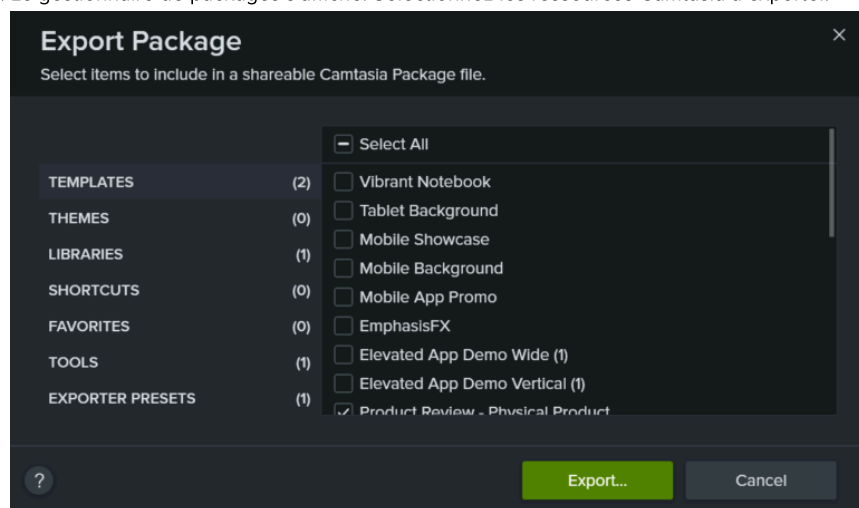 Export Package
Select items to include in a shareable Camtasia Package file.
Select All
TEMPLATES (2)
THEMES (0)
LIBRARIES (1)
SHORTCUTS (0)
FAVORITES (0)
TOOLS (1)
EXPORTER PRESETS (1)
Vibrant Notebook
Tablet Background
Mobile Showcase
Mobile Background
Mobile App Promo
EmphasisFX
Elevated App Demo Wide (1)
Elevated App Demo Vertical (1)
Product Review - Physical Product
?
Export...
Cancel